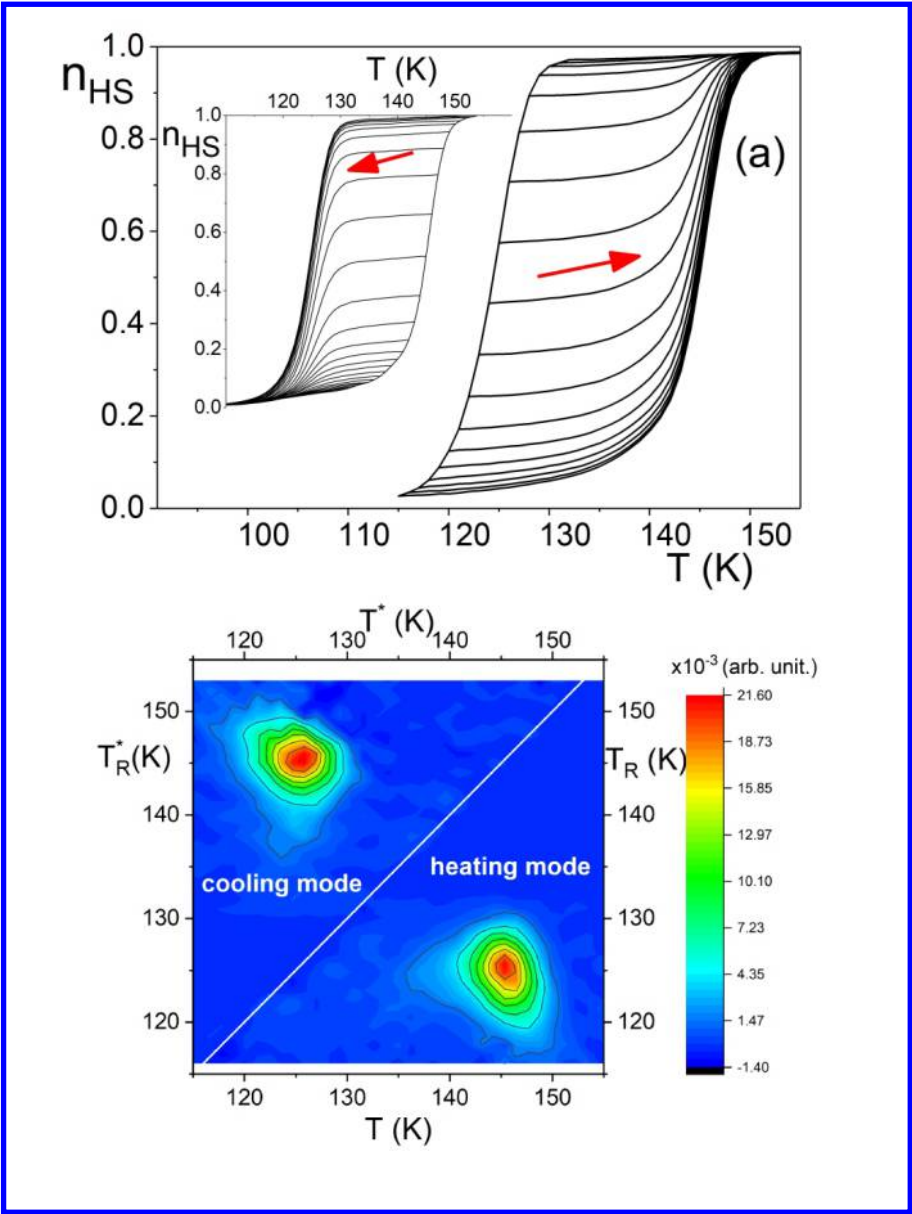 1.0
n_HS
0.8
0.6
0.4
0.2
0.0
T (K)
120 130 140 150
1.0
n_HS
0.8
0.6
0.4
0.2
0.0
(a)
100 110 120 130 140 150
T (K)
T* (K)
120 130 140 150
150
T*_R(K)
140
130
120
150
T_R (K)
140
130
120
cooling mode
heating mode
120 130 140 150
T (K)
x10^-3 (arb. unit.)
21.60
18.73
15.85
12.97
10.10
7.23
4.35
1.47
-1.40